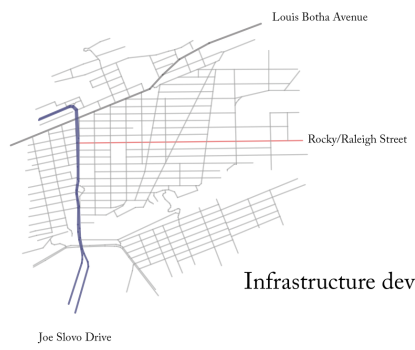 Louis Botha Avenue
Rocky/Raleigh Street
Infrastructure dev
Joe Slovo Drive